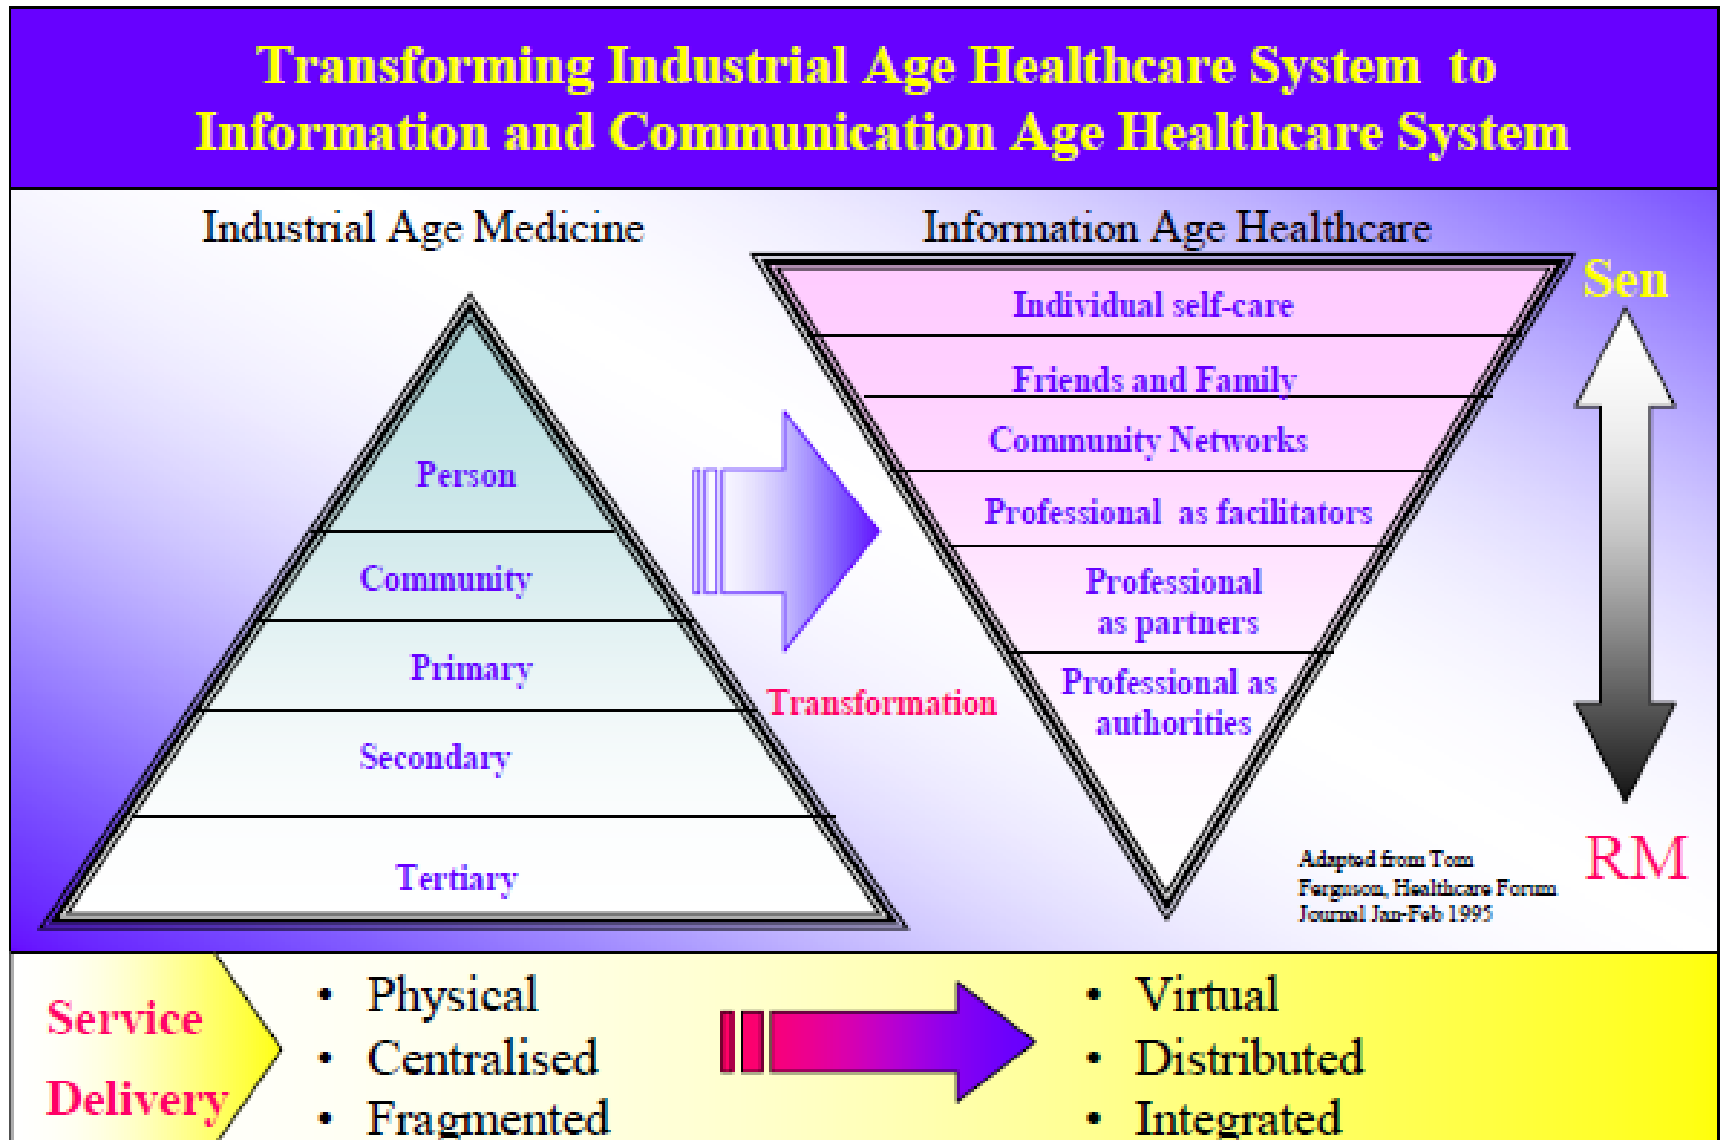 Transforming Industrial Age Healthcare System to
Information and Communication Age Healthcare System
Industrial Age Medicine
Information Age Healthcare
Person
Community
Primary
Secondary
Tertiary
Transformation
Individual self-care
Friends and Family
Community Networks
Professional as facilitators
Professional
as partners
Professional as
authorities
Sen
RM
Adapted from Tom
Ferguson, Healthcare Forum
Journal Jan-Feb 1995
Service
Delivery
• Physical
• Centralised
• Fragmented
• Virtual
• Distributed
• Integrated